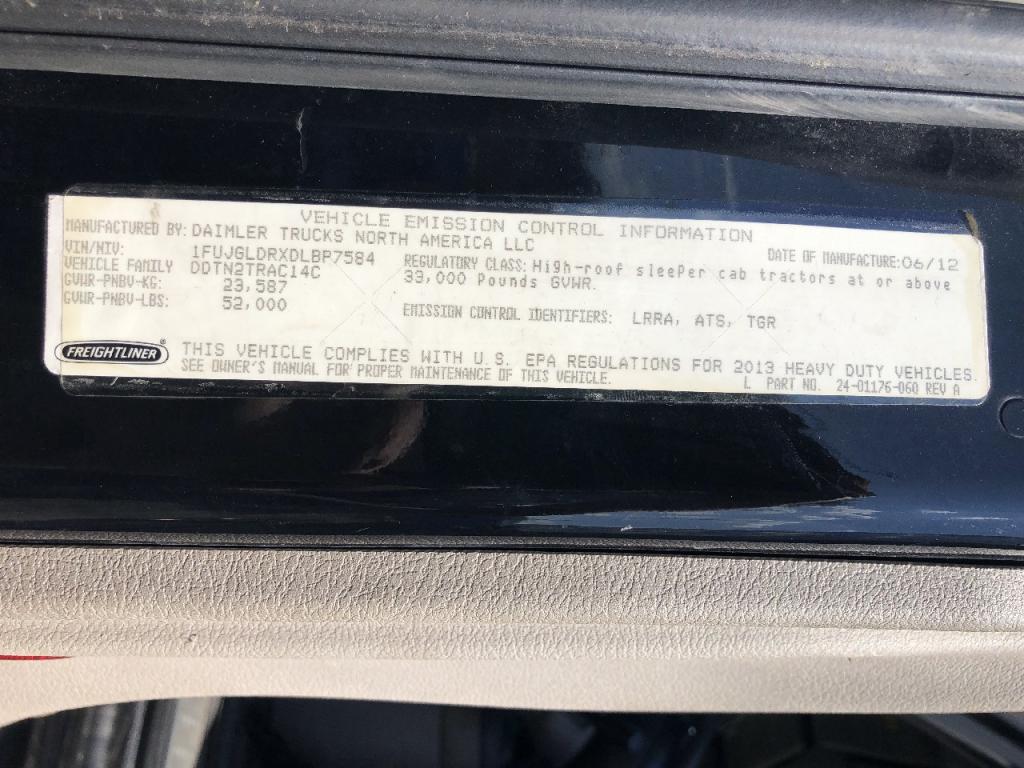 VEHICLE EMISSION CONTROL INFORMATION
MANUFACTURED BY: DAIMLER TRUCKS NORTH AMERICA LLC
DATE OF MANUFACTURE: 06/12
VIN/NIV: 1FUJGLDRXDLBP7584
VEHICLE FAMILY DDTN2TRAC14C
GVWR-PNBV-KG: 23,587
GVWR-PNBV-LBS: 52,000
REGULATORY CLASS: High-roof sleeper cab tractors at or above
33,000 Pounds GVWR.
EMISSION CONTROL IDENTIFIERS: LRRA, ATS, TGR
FREIGHTLINER®
THIS VEHICLE COMPLIES WITH U.S. EPA REGULATIONS FOR 2013 HEAVY DUTY VEHICLES.
SEE OWNER'S MANUAL FOR PROPER MAINTENANCE OF THIS VEHICLE.
L PART NO. 24-01176-060 REV A